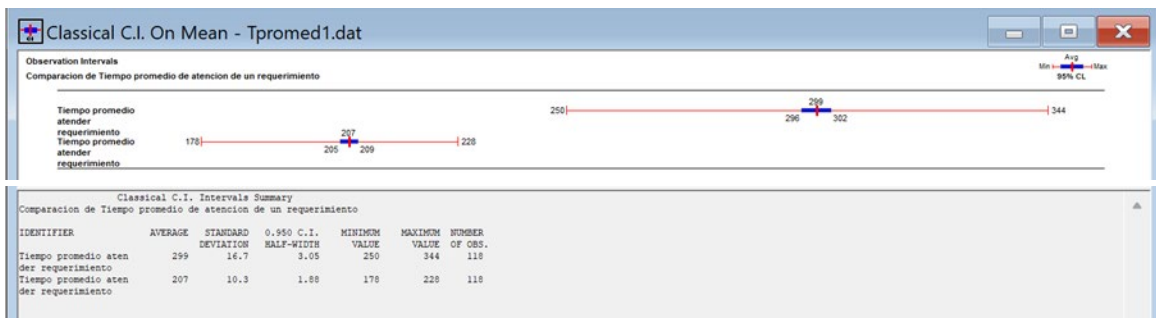 Classical C.I. On Mean - Tpromed1.dat
Observation Intervals
Comparacion de Tiempo promedio de atencion de un requerimiento
Avg
Min Max
95% CL
Tiempo promedio
atender
requerimiento
250 299 344
296 302
Tiempo promedio
atender
requerimiento
178 207 228
205 209
Classical C.I. Intervals Summary
Comparacion de Tiempo promedio de atencion de un requerimiento
IDENTIFIER AVERAGE STANDARD 0.950 C.I. MINIMUM MAXIMUM NUMBER
DEVIATION HALF-WIDTH VALUE VALUE OF OBS.
Tiempo promedio aten 299 16.7 3.05 250 344 118
der requerimiento
Tiempo promedio aten 207 10.3 1.88 178 228 118
der requerimiento